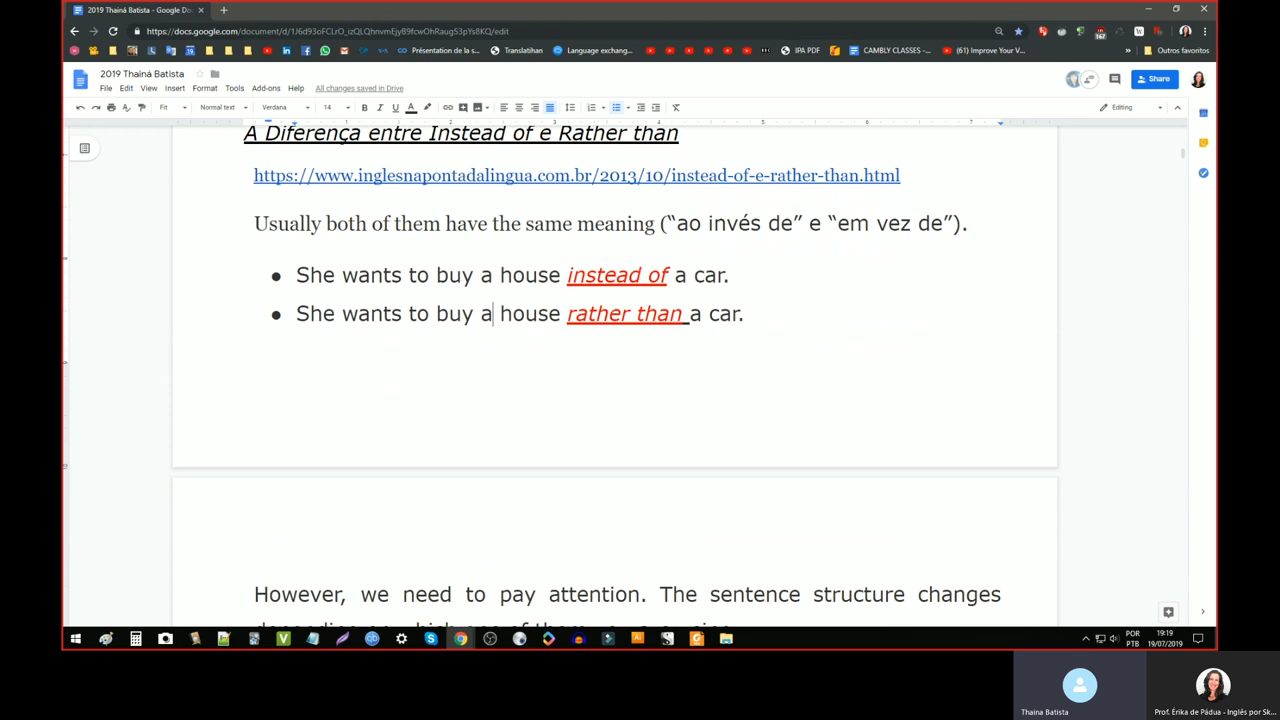 2019 Thainá Batista - Google Do
https://docs.google.com/document/d/1J6d93oFCLrO_izQLQhnvmEjyB9fcwOhRaug53pYs8KQ/edit
Présentation de la s... Translatihan Language exchang... IPA PDF CAMBLY CLASSES -... (61) Improve Your V... » Outros favoritos
2019 Thainá Batista
File Edit View Insert Format Tools Add-ons Help All changes saved in Drive
Share
Fit Normal text Verdana 14 Editing
A Diferença entre Instead of e Rather than
https://www.inglesnapontadalingua.com.br/2013/10/instead-of-e-rather-than.html
Usually both of them have the same meaning (“ao invés de” e “em vez de”).
● She wants to buy a house instead of a car.
● She wants to buy a house rather than a car.
However, we need to pay attention. The sentence structure changes
POR 19:19
PTB 19/07/2019
Thaina Batista
Prof. Érika de Pádua - Inglês por Sk...